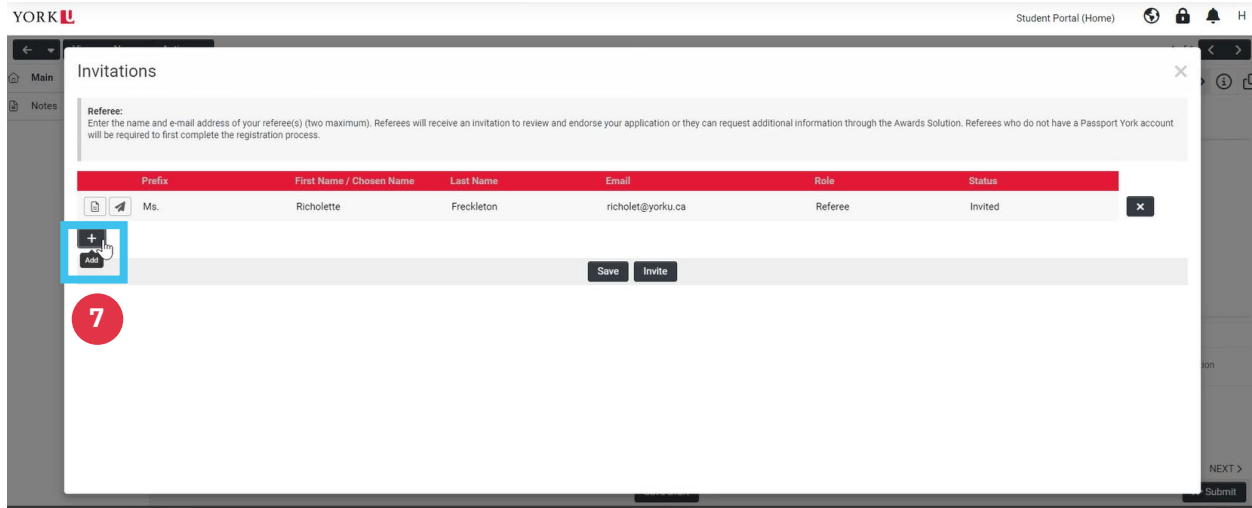 YORK U
Student Portal (Home)
H
Main
Notes
Invitations
Referee:
Enter the name and e-mail address of your referee(s) (two maximum). Referees will receive an invitation to review and endorse your application or they can request additional information through the Awards Solution. Referees who do not have a Passport York account
will be required to first complete the registration process.
Prefix First Name / Chosen Name Last Name Email Role Status
Ms. Richolette Freckleton richolet@yorku.ca Referee Invited
Add
Save Invite
7
NEXT >
Submit